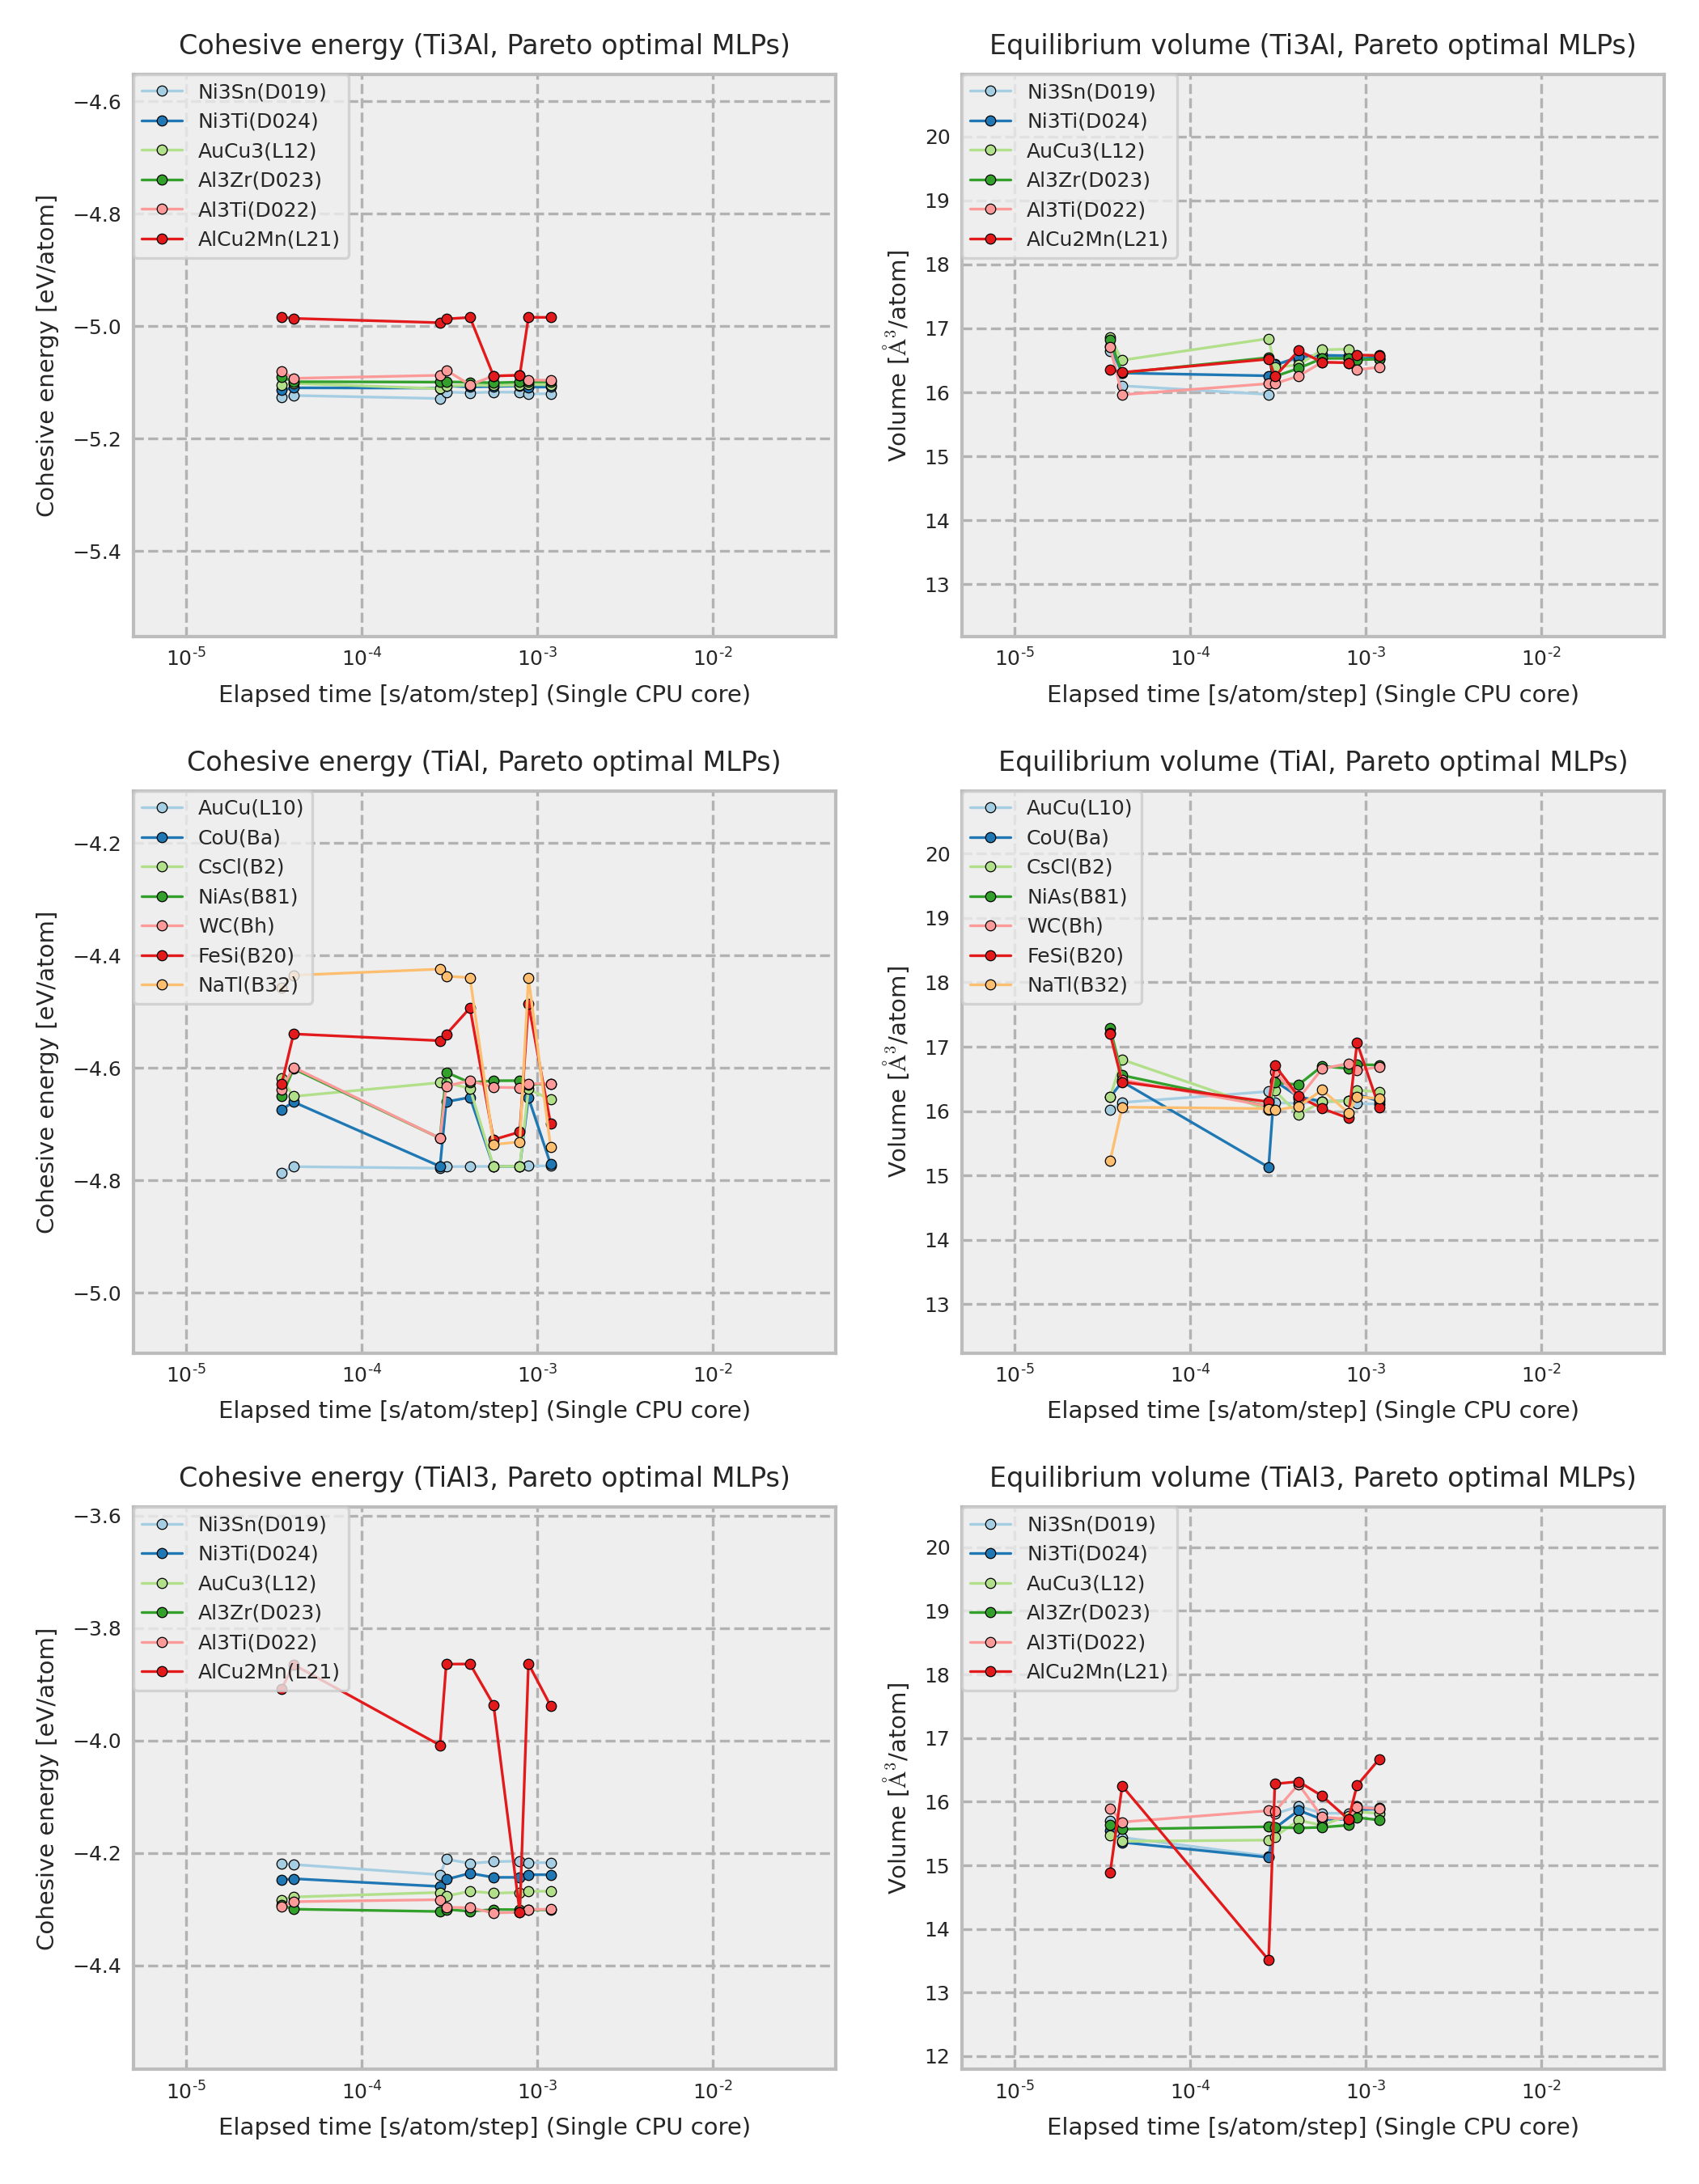 Cohesive energy (Ti3Al, Pareto optimal MLPs)
Cohesive energy [eV/atom]
−4.6
−4.8
−5.0
−5.2
−5.4
Ni3Sn(D019)
Ni3Ti(D024)
AuCu3(L12)
Al3Zr(D023)
Al3Ti(D022)
AlCu2Mn(L21)
10-5 10-4 10-3 10-2
Elapsed time [s/atom/step] (Single CPU core)
Equilibrium volume (Ti3Al, Pareto optimal MLPs)
Volume [Å3/atom]
20
19
18
17
16
15
14
13
Ni3Sn(D019)
Ni3Ti(D024)
AuCu3(L12)
Al3Zr(D023)
Al3Ti(D022)
AlCu2Mn(L21)
10-5 10-4 10-3 10-2
Elapsed time [s/atom/step] (Single CPU core)
Cohesive energy (TiAl, Pareto optimal MLPs)
Cohesive energy [eV/atom]
−4.2
−4.4
−4.6
−4.8
−5.0
AuCu(L10)
CoU(Ba)
CsCl(B2)
NiAs(B81)
WC(Bh)
FeSi(B20)
NaTl(B32)
10-5 10-4 10-3 10-2
Elapsed time [s/atom/step] (Single CPU core)
Equilibrium volume (TiAl, Pareto optimal MLPs)
Volume [Å3/atom]
20
19
18
17
16
15
14
13
AuCu(L10)
CoU(Ba)
CsCl(B2)
NiAs(B81)
WC(Bh)
FeSi(B20)
NaTl(B32)
10-5 10-4 10-3 10-2
Elapsed time [s/atom/step] (Single CPU core)
Cohesive energy (TiAl3, Pareto optimal MLPs)
Cohesive energy [eV/atom]
−3.6
−3.8
−4.0
−4.2
−4.4
Ni3Sn(D019)
Ni3Ti(D024)
AuCu3(L12)
Al3Zr(D023)
Al3Ti(D022)
AlCu2Mn(L21)
10-5 10-4 10-3 10-2
Elapsed time [s/atom/step] (Single CPU core)
Equilibrium volume (TiAl3, Pareto optimal MLPs)
Volume [Å3/atom]
20
19
18
17
16
15
14
13
12
Ni3Sn(D019)
Ni3Ti(D024)
AuCu3(L12)
Al3Zr(D023)
Al3Ti(D022)
AlCu2Mn(L21)
10-5 10-4 10-3 10-2
Elapsed time [s/atom/step] (Single CPU core)